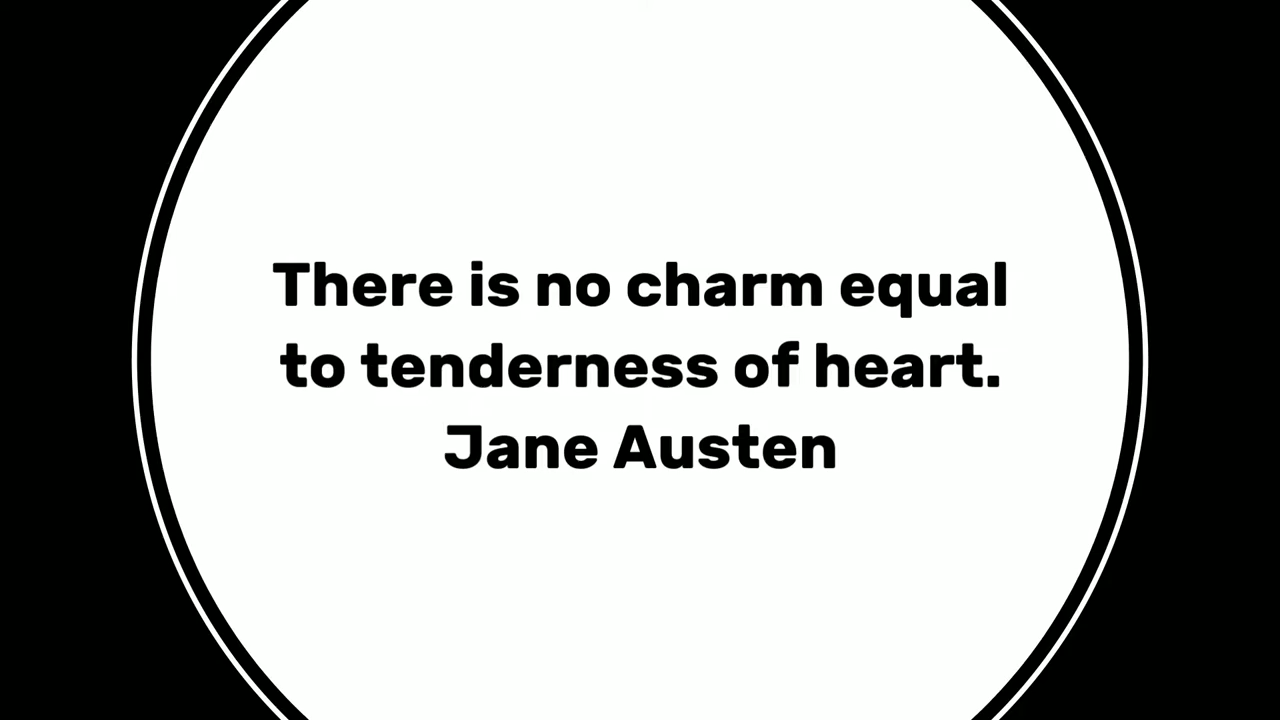 There is no charm equal
to tenderness of heart.
Jane Austen